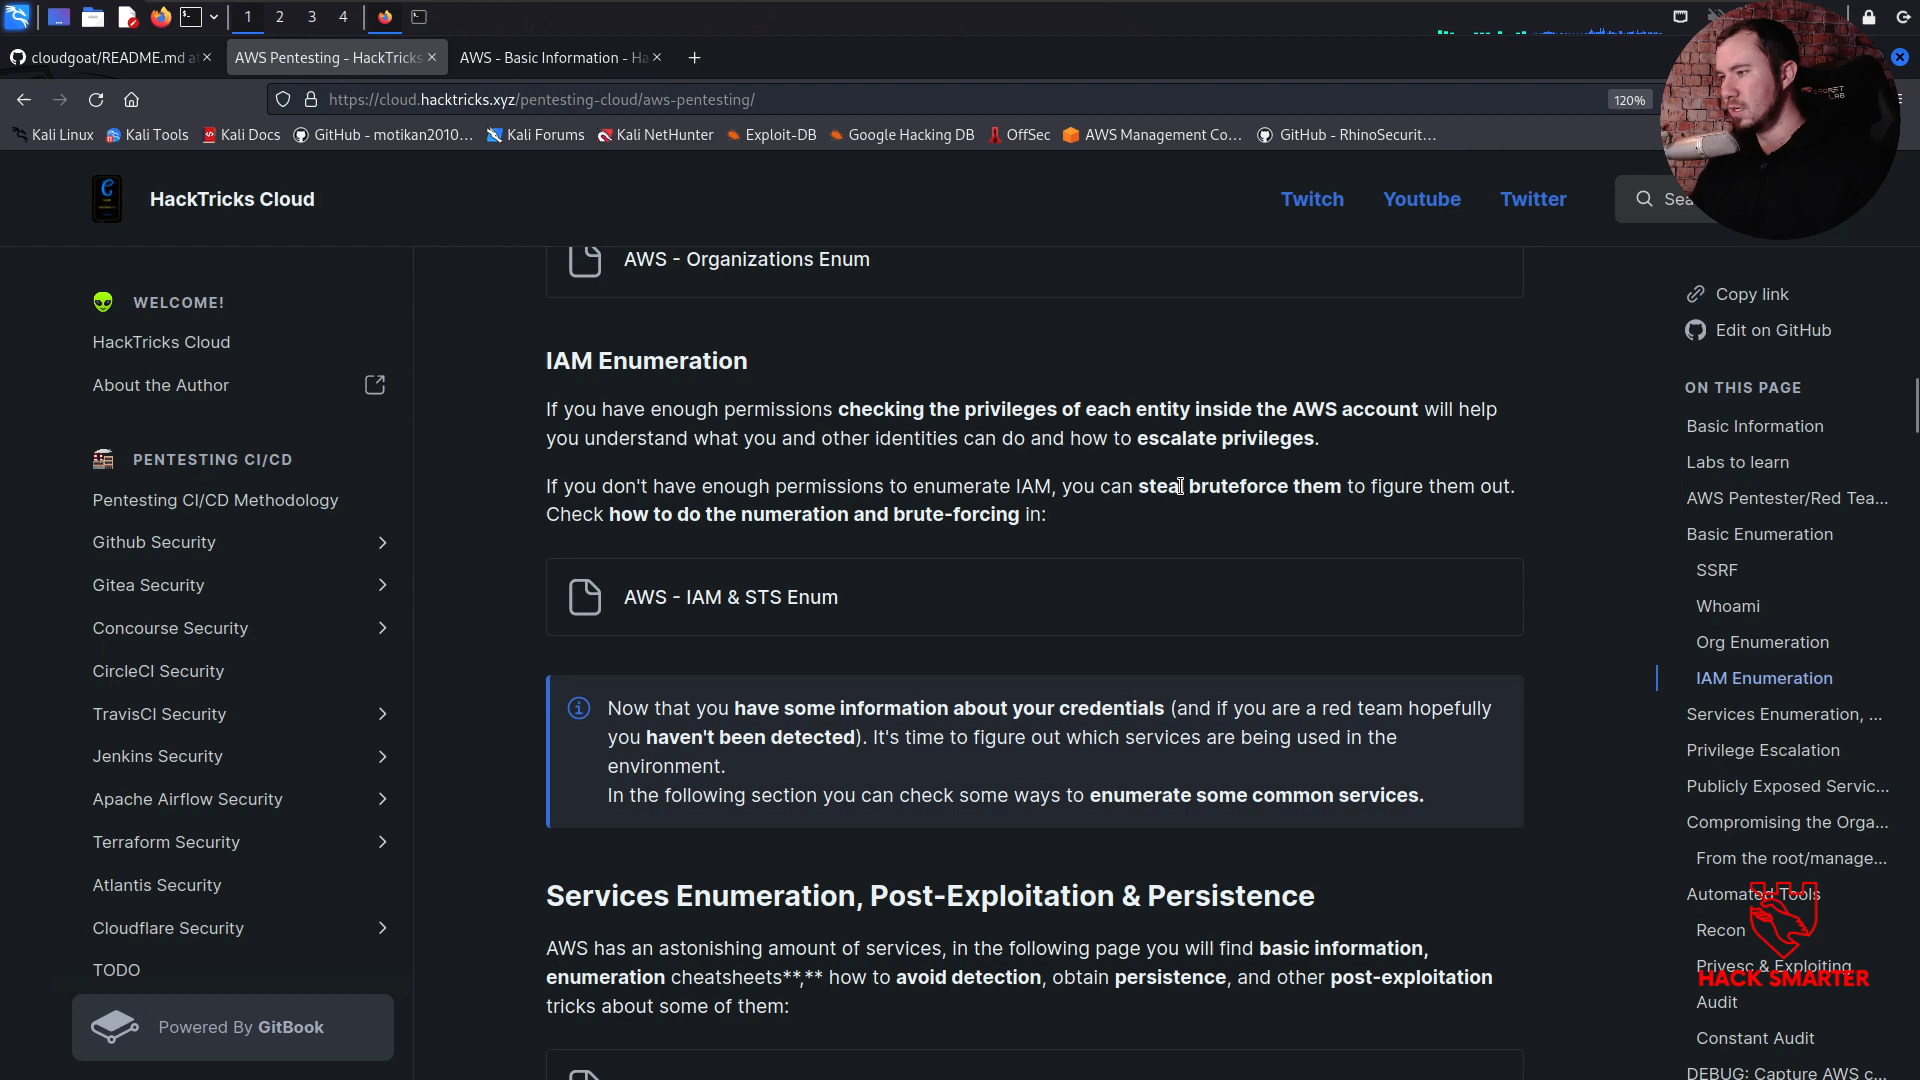 1 2 3 4
cloudgoat/README.md at
AWS Pentesting - HackTricks
AWS - Basic Information - Ha
https://cloud.hacktricks.xyz/pentesting-cloud/aws-pentesting/
120%
Kali Linux
Kali Tools
Kali Docs
GitHub - motikan2010...
Kali Forums
Kali NetHunter
Exploit-DB
Google Hacking DB
OffSec
AWS Management Co...
GitHub - RhinoSecurit...
HackTricks Cloud
Twitch
Youtube
Twitter
WELCOME!
HackTricks Cloud
About the Author
PENTESTING CI/CD
Pentesting CI/CD Methodology
Github Security
Gitea Security
Concourse Security
CircleCI Security
TravisCI Security
Jenkins Security
Apache Airflow Security
Terraform Security
Atlantis Security
Cloudflare Security
TODO
Powered By GitBook
AWS - Organizations Enum
IAM Enumeration
If you have enough permissions checking the privileges of each entity inside the AWS account will help
you understand what you and other identities can do and how to escalate privileges.
If you don't have enough permissions to enumerate IAM, you can steal bruteforce them to figure them out.
Check how to do the numeration and brute-forcing in:
AWS - IAM & STS Enum
Now that you have some information about your credentials (and if you are a red team hopefully
you haven't been detected). It's time to figure out which services are being used in the
environment.
In the following section you can check some ways to enumerate some common services.
Services Enumeration, Post-Exploitation & Persistence
AWS has an astonishing amount of services, in the following page you will find basic information,
enumeration cheatsheets**,** how to avoid detection, obtain persistence, and other post-exploitation
tricks about some of them:
Copy link
Edit on GitHub
ON THIS PAGE
Basic Information
Labs to learn
AWS Pentester/Red Tea...
Basic Enumeration
SSRF
Whoami
Org Enumeration
IAM Enumeration
Services Enumeration, ...
Privilege Escalation
Publicly Exposed Servic...
Compromising the Orga...
From the root/manage...
Automated Tools
Recon
Privesc & Exploiting
HACK SMARTER
Audit
Constant Audit
DEBUG: Capture AWS c...